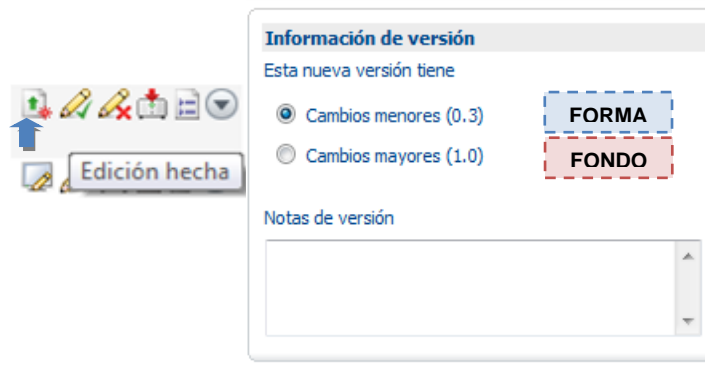 Información de versión
Esta nueva versión tiene
Cambios menores (0.3) FORMA
Cambios mayores (1.0) FONDO
Edición hecha
Notas de versión